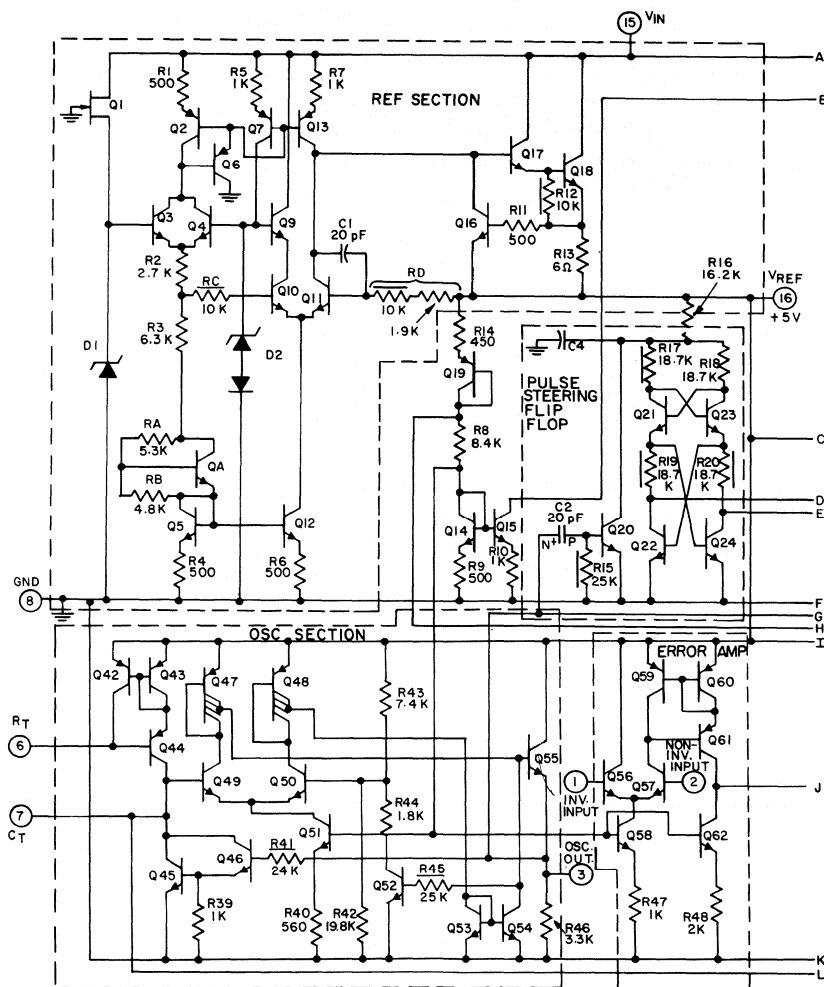 15 VIN
A
R1 500
R5 1K
R7 1K
REF SECTION
Q1
Q2
Q7
Q13
Q6
Q17
Q18
R12 10K
Q3
Q4
Q9
C1 20 pF
Q16
R11 500
R13 6Ω
R16 16.2K
R2 2.7 K
RC 10K
Q10
Q11
RD
10K
1.9K
VREF 16 +5V
R3 6.3K
D1
D2
R14 450
Q19
C4
R17 18.7K
R18 18.7K
PULSE STEERING FLIP FLOP
Q21
Q23
RA 5.3K
QA
RB 4.8K
R8 8.4K
R19 18.7 K
R20 18.7 K
C
D
E
Q5
Q12
Q14
Q15
C2 20 pF
N+ P
Q20
Q22
Q24
R4 500
R6 500
R9 500
R10 1K
R15 25K
GND 8
F
G
H
I
OSC SECTION
ERROR AMP
Q42
Q43
Q47
Q48
R43 7.4K
Q59
Q60
RT 6
Q44
Q61
NON-INV. INPUT
Q55
Q49
Q50
1 INV. INPUT
Q56
Q57
2
J
CT 7
R44 1.8K
Q51
Q58
Q62
Q46
R41 24K
OSC. OUT. 3
Q45
Q52
R45 25K
R39 1K
R40 560
R42 19.8K
Q53
Q54
R46 3.3K
R47 1K
R48 2K
K
L